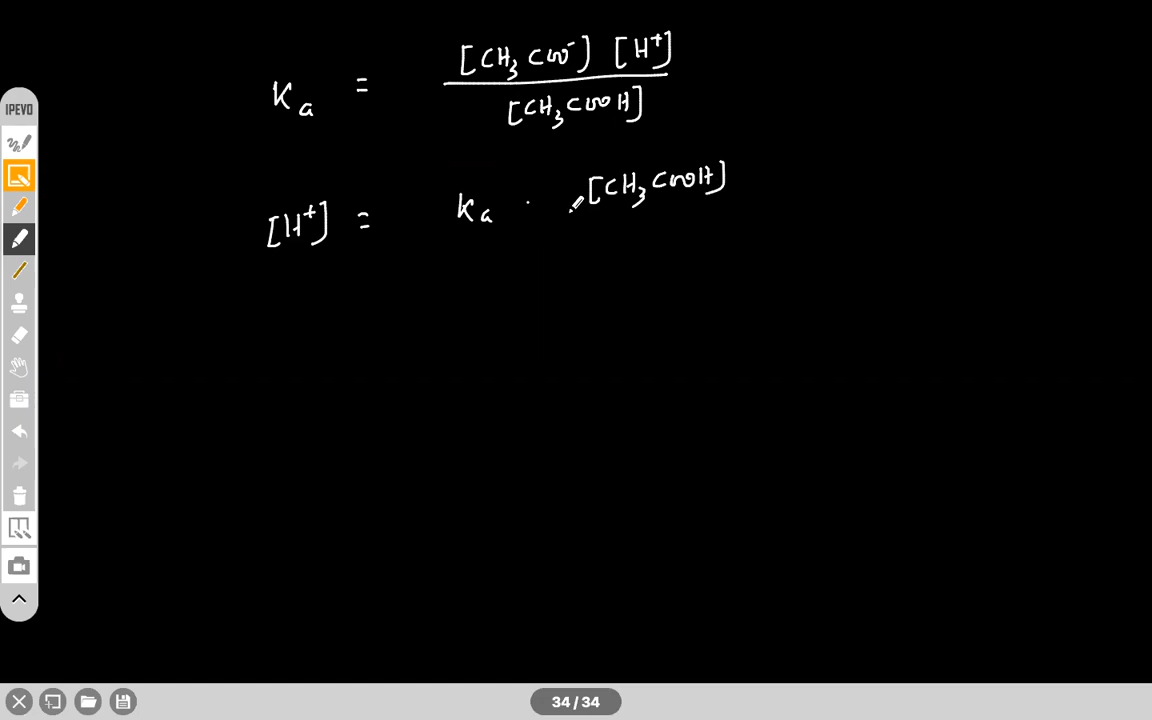 Ka = [CH3COO-] [H+] / [CH3COOH]
[H+] = Ka · [CH3COOH]
IPEVO
34 / 34